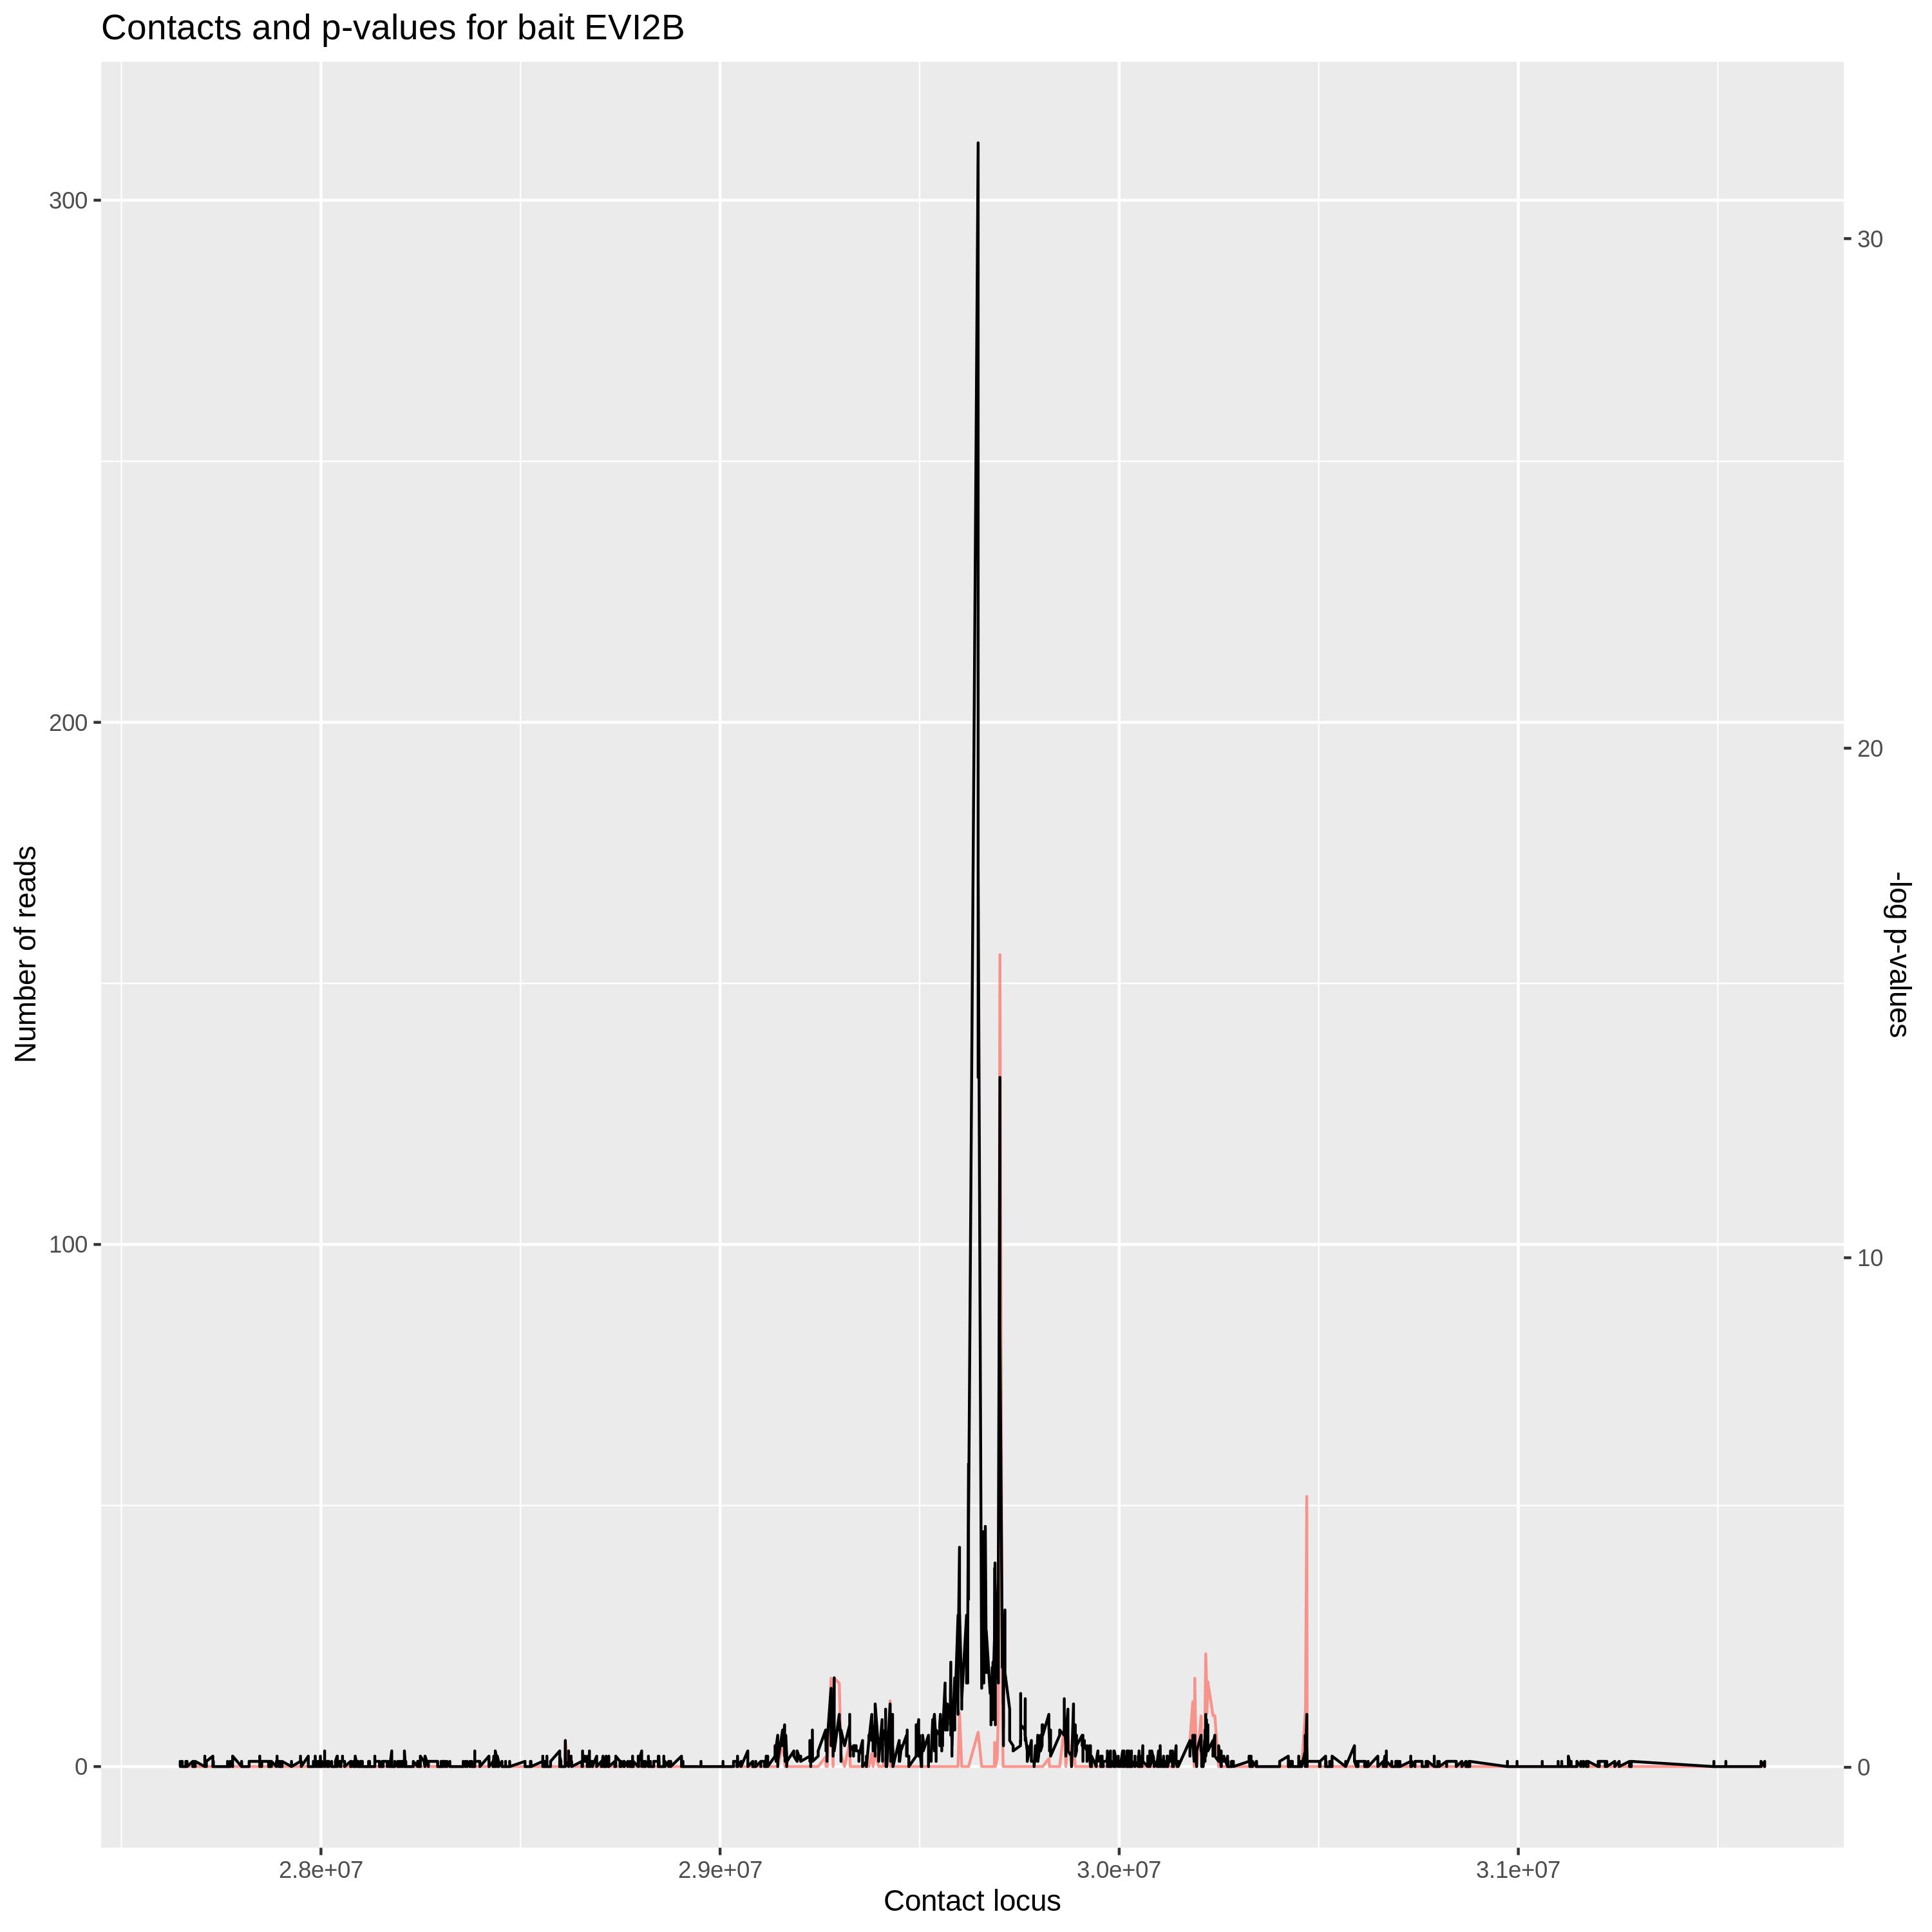 Contacts and p-values for bait EVI2B
300
200
100
0
30
20
10
0
Number of reads
-log p-values
2.8e+07
2.9e+07
3.0e+07
3.1e+07
Contact locus